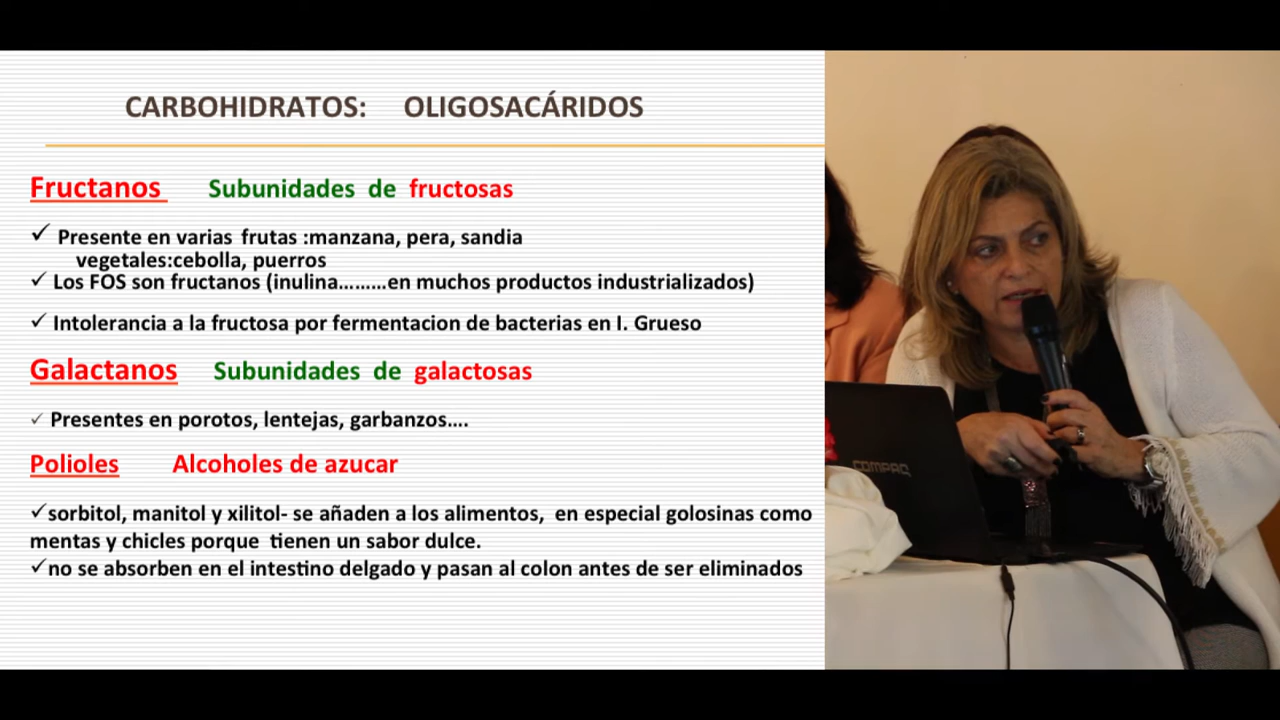 CARBOHIDRATOS: OLIGOSACÁRIDOS
Fructanos Subunidades de fructosas
✓ Presente en varias frutas :manzana, pera, sandia
vegetales:cebolla, puerros
✓ Los FOS son fructanos (inulina.........en muchos productos industrializados)
✓ Intolerancia a la fructosa por fermentacion de bacterias en I. Grueso
Galactanos Subunidades de galactosas
✓ Presentes en porotos, lentejas, garbanzos....
Polioles Alcoholes de azucar
✓sorbitol, manitol y xilitol- se añaden a los alimentos, en especial golosinas como
mentas y chicles porque tienen un sabor dulce.
✓no se absorben en el intestino delgado y pasan al colon antes de ser eliminados
COMPAQ